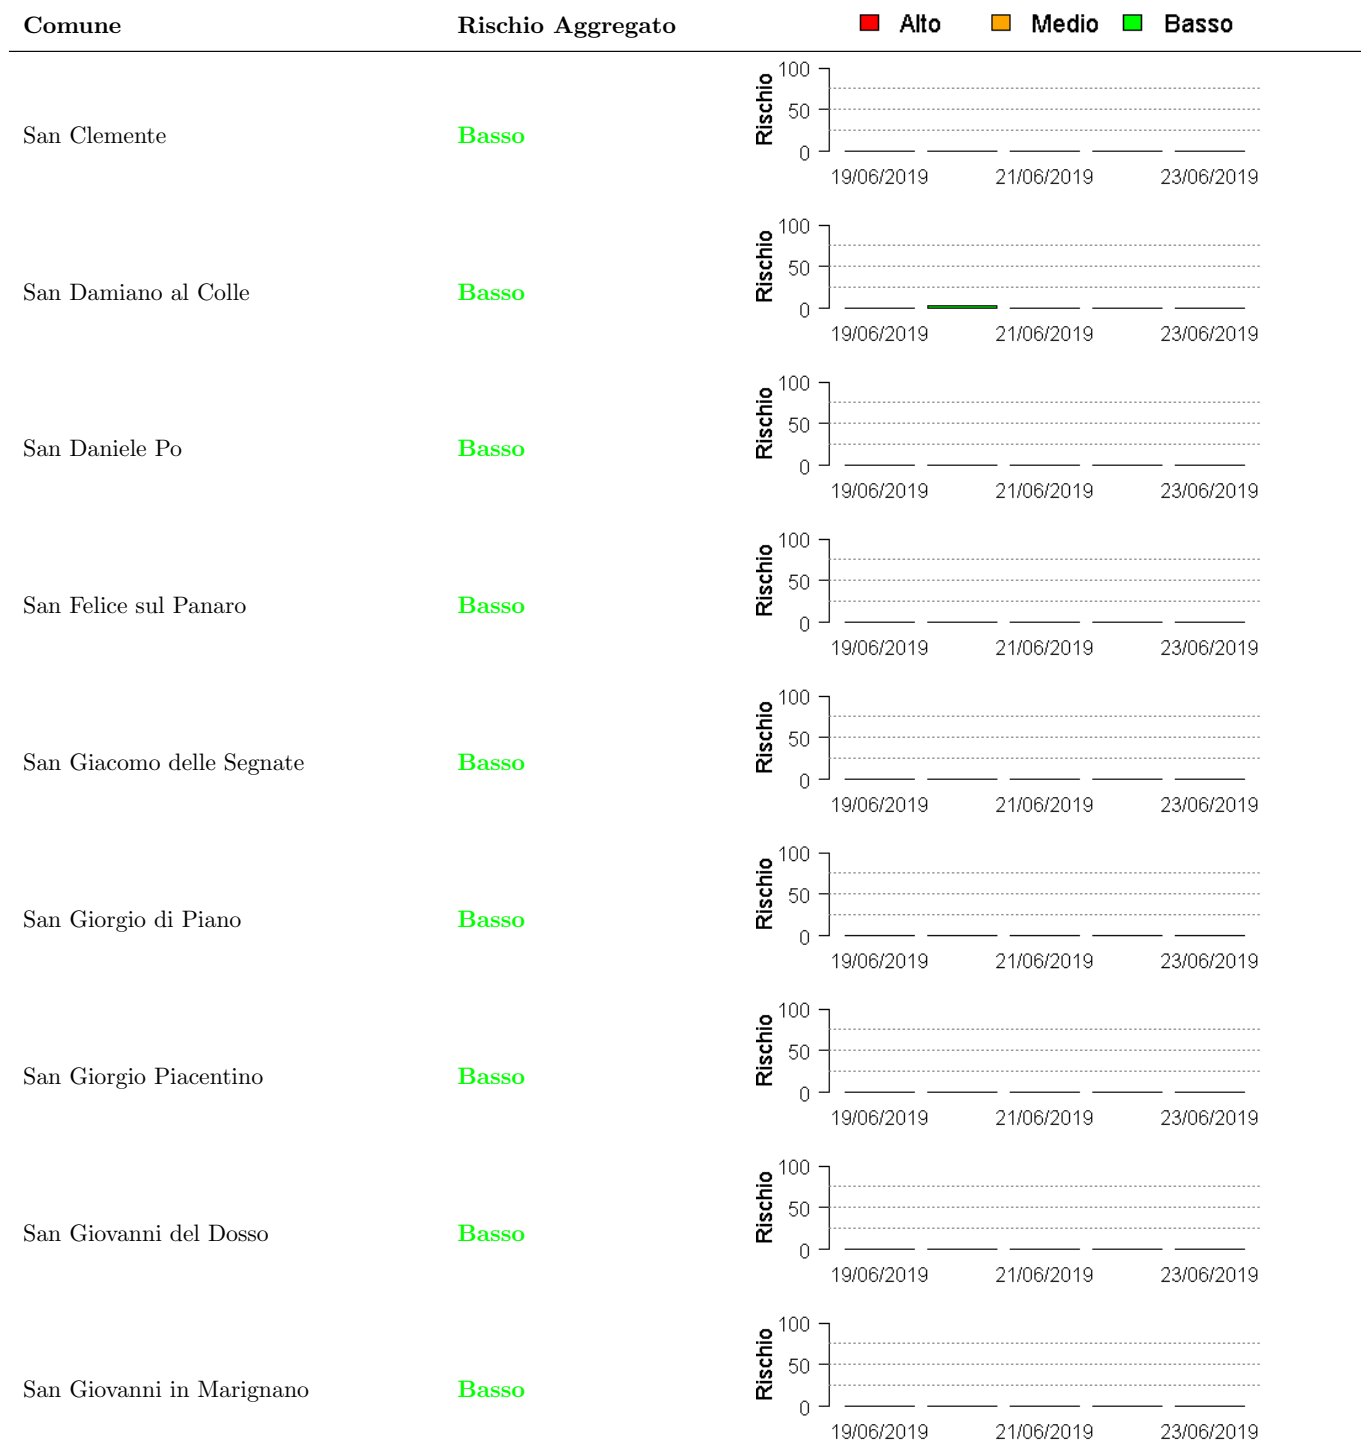 Comune Rischio Aggregato Alto Medio Basso
100
50
0
Rischio
San Clemente Basso
19/06/2019 21/06/2019 23/06/2019
100
50
0
Rischio
San Damiano al Colle Basso
19/06/2019 21/06/2019 23/06/2019
100
50
0
Rischio
San Daniele Po Basso
19/06/2019 21/06/2019 23/06/2019
100
50
0
Rischio
San Felice sul Panaro Basso
19/06/2019 21/06/2019 23/06/2019
100
50
0
Rischio
San Giacomo delle Segnate Basso
19/06/2019 21/06/2019 23/06/2019
100
50
0
Rischio
San Giorgio di Piano Basso
19/06/2019 21/06/2019 23/06/2019
100
50
0
Rischio
San Giorgio Piacentino Basso
19/06/2019 21/06/2019 23/06/2019
100
50
0
Rischio
San Giovanni del Dosso Basso
19/06/2019 21/06/2019 23/06/2019
100
50
0
Rischio
San Giovanni in Marignano Basso
19/06/2019 21/06/2019 23/06/2019